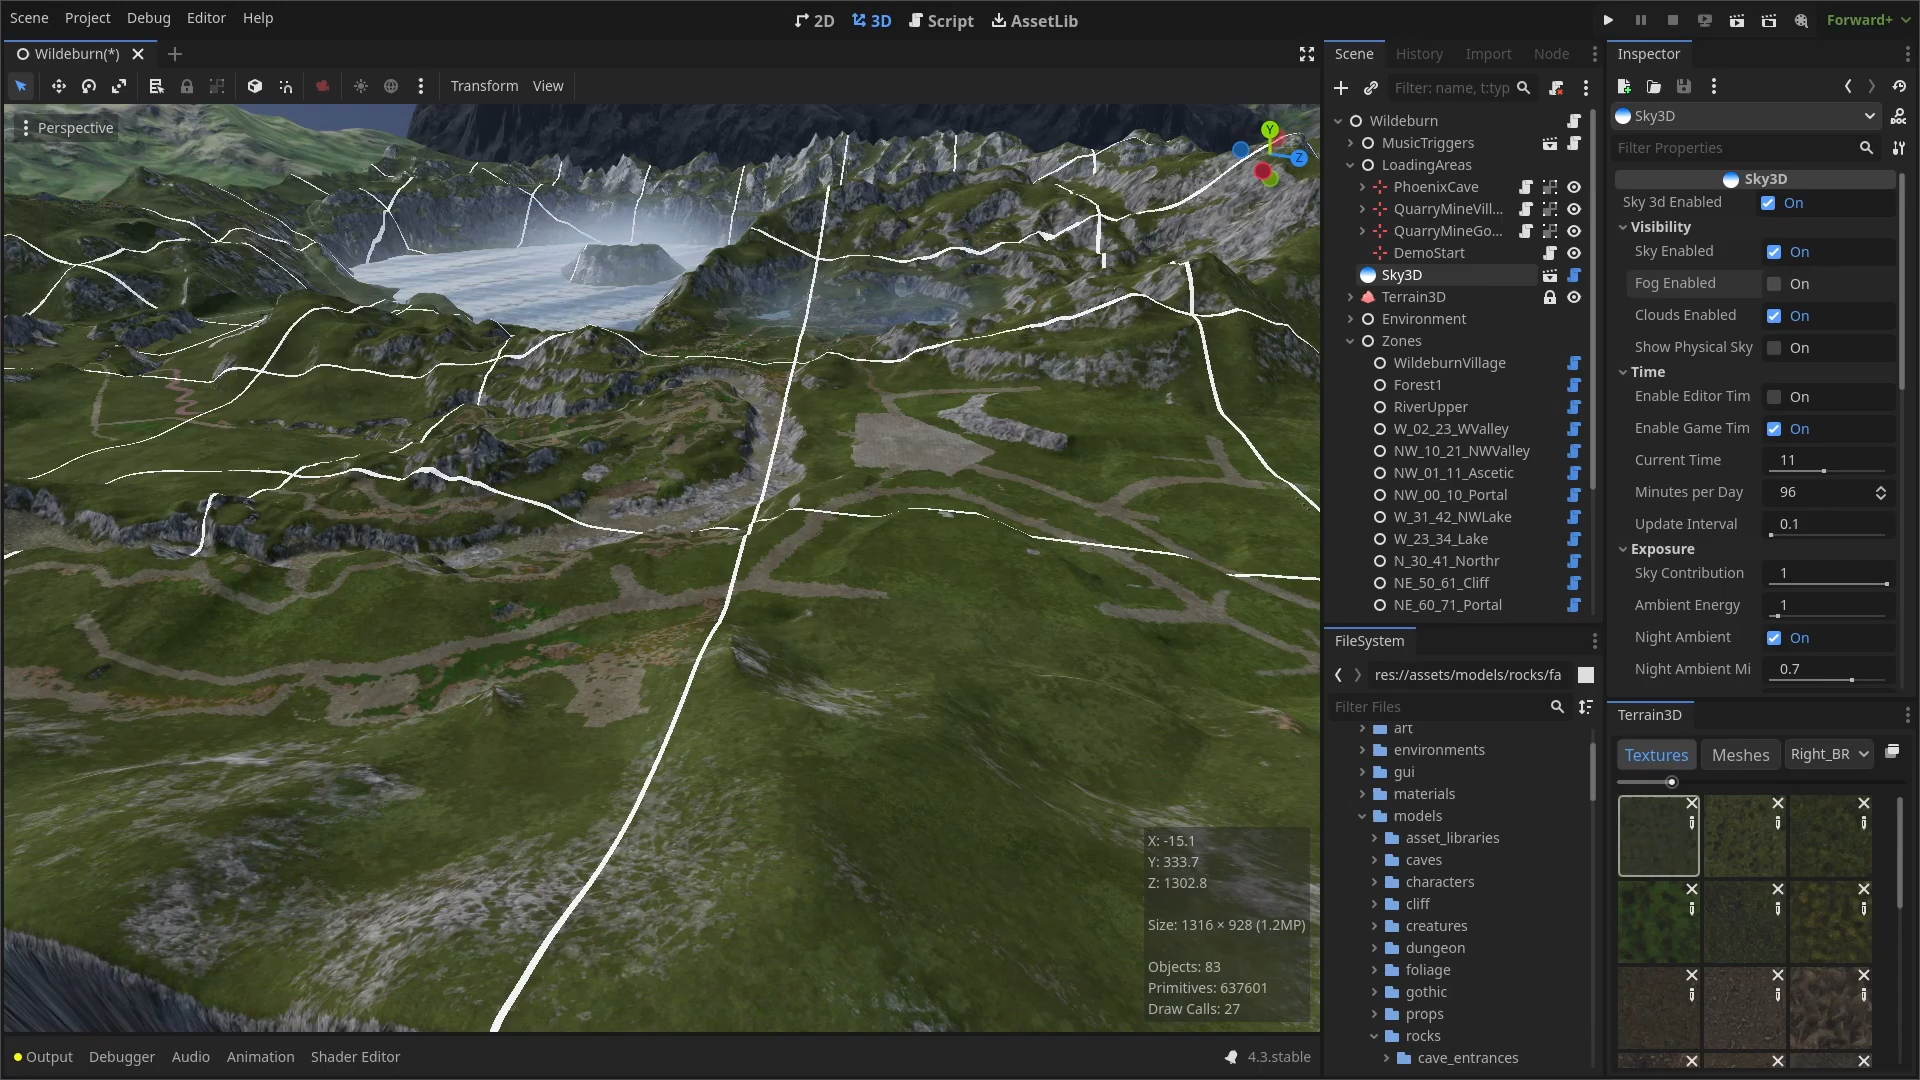 Scene Project Debug Editor Help
2D 3D Script AssetLib
Forward+
Wildeburn(*)
Transform View
Perspective
Y
Z
X: -15.1
Y: 333.7
Z: 1302.8
Size: 1316 × 928 (1.2MP)
Objects: 83
Primitives: 637601
Draw Calls: 27
Output Debugger Audio Animation Shader Editor
4.3.stable
Scene History Import Node
Filter: name, t:typ
Wildeburn
MusicTriggers
LoadingAreas
PhoenixCave
QuarryMineVill...
QuarryMineGo...
DemoStart
Sky3D
Terrain3D
Environment
Zones
WildeburnVillage
Forest1
RiverUpper
W_02_23_WValley
NW_10_21_NWValley
NW_01_11_Ascetic
NW_00_10_Portal
W_31_42_NWLake
W_23_34_Lake
N_30_41_Northr
NE_50_61_Cliff
NE_60_71_Portal
FileSystem
res://assets/models/rocks/fa
Filter Files
art
environments
gui
materials
models
asset_libraries
caves
characters
cliff
creatures
dungeon
foliage
gothic
props
rocks
cave_entrances
Inspector
Sky3D
Filter Properties
Sky3D
Sky 3d Enabled On
Visibility
Sky Enabled On
Fog Enabled On
Clouds Enabled On
Show Physical Sky On
Time
Enable Editor Tim On
Enable Game Tim On
Current Time 11
Minutes per Day 96
Update Interval 0.1
Exposure
Sky Contribution 1
Ambient Energy 1
Night Ambient On
Night Ambient Mi 0.7
Terrain3D
Textures Meshes Right_BR